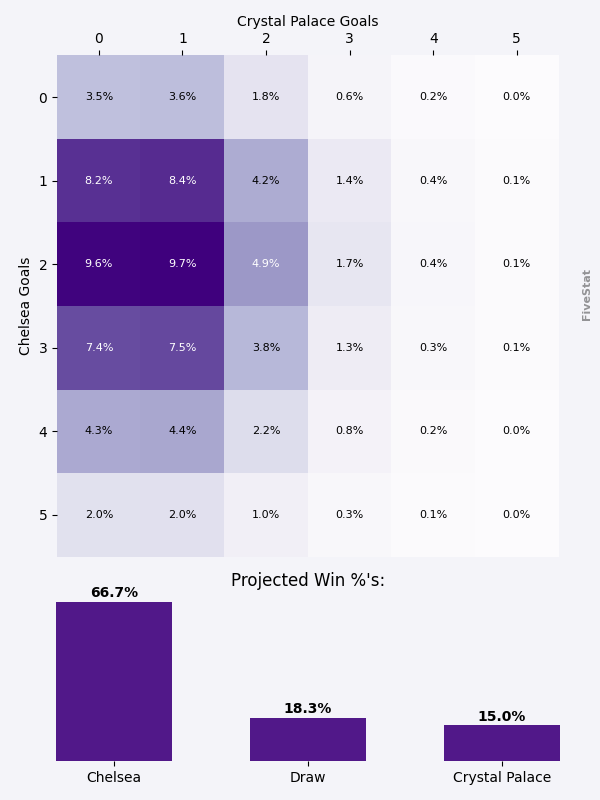 Crystal Palace Goals
0 1 2 3 4 5
0 3.5% 3.6% 1.8% 0.6% 0.2% 0.0%
1 8.2% 8.4% 4.2% 1.4% 0.4% 0.1%
2 9.6% 9.7% 4.9% 1.7% 0.4% 0.1%
3 7.4% 7.5% 3.8% 1.3% 0.3% 0.1%
4 4.3% 4.4% 2.2% 0.8% 0.2% 0.0%
5 2.0% 2.0% 1.0% 0.3% 0.1% 0.0%
Chelsea Goals
FiveStat
Projected Win %'s:
66.7%
18.3%
15.0%
Chelsea Draw Crystal Palace